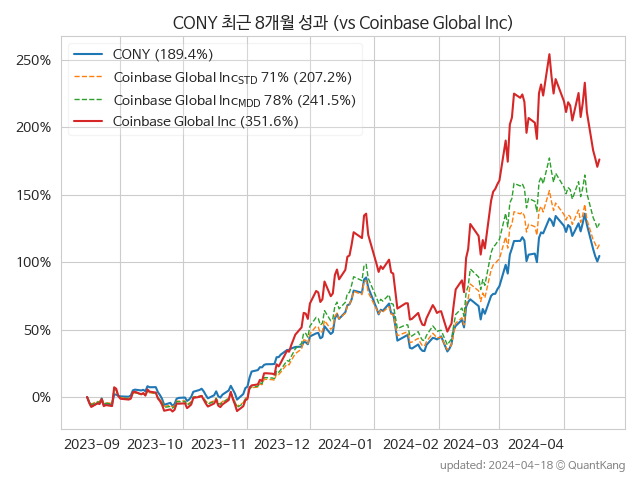 CONY 최근 8개월 성과 (vs Coinbase Global Inc)
CONY (189.4%)
Coinbase Global IncSTD 71% (207.2%)
Coinbase Global IncMDD 78% (241.5%)
Coinbase Global Inc (351.6%)
250%
200%
150%
100%
50%
0%
2023-09 2023-10 2023-11 2023-12 2024-01 2024-02 2024-03 2024-04
updated: 2024-04-18 @ QuantKang